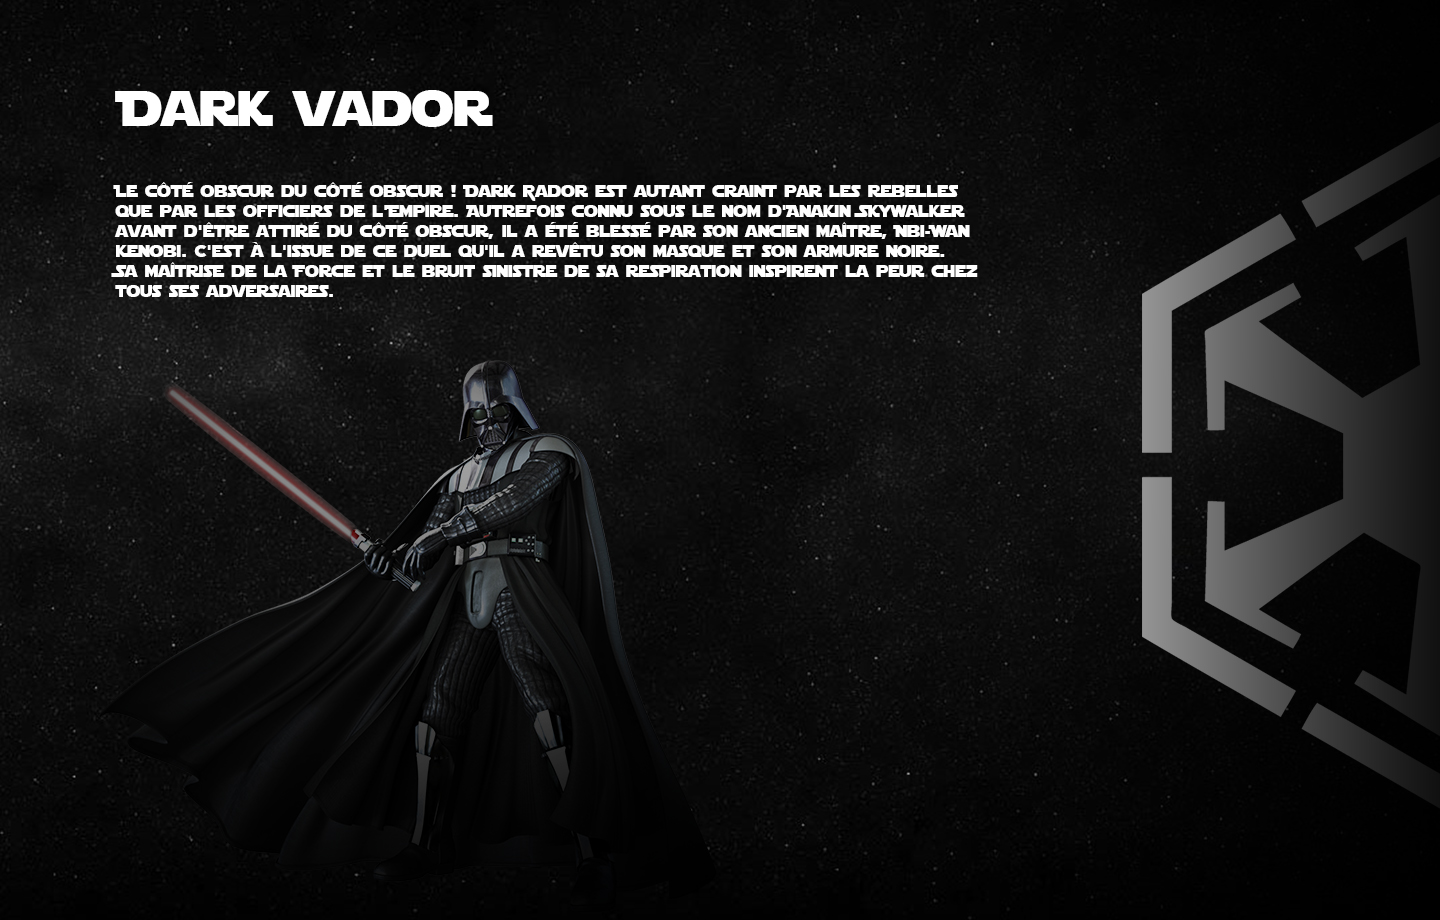 Dark Vador
Le côté obscur du côté obscur ! Dark Rador est autant craint par les rebelles
que par les officiers de l'Empire. Autrefois connu sous le nom d'Anakin Skywalker
avant d'être attiré du côté obscur, il a été blessé par son ancien maître, Nbi-Wan
Kenobi. C'est à l'issue de ce duel qu'il a revêtu son masque et son armure noire.
Sa maîtrise de la Force et le bruit sinistre de sa respiration inspirent la peur chez
tous ses adversaires.